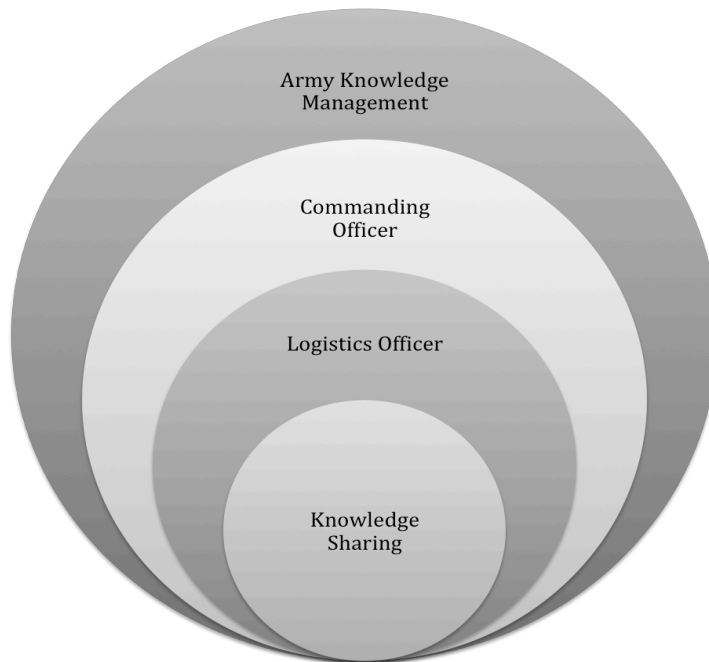 Army Knowledge
Management
Commanding
Officer
Logistics Officer
Knowledge
Sharing